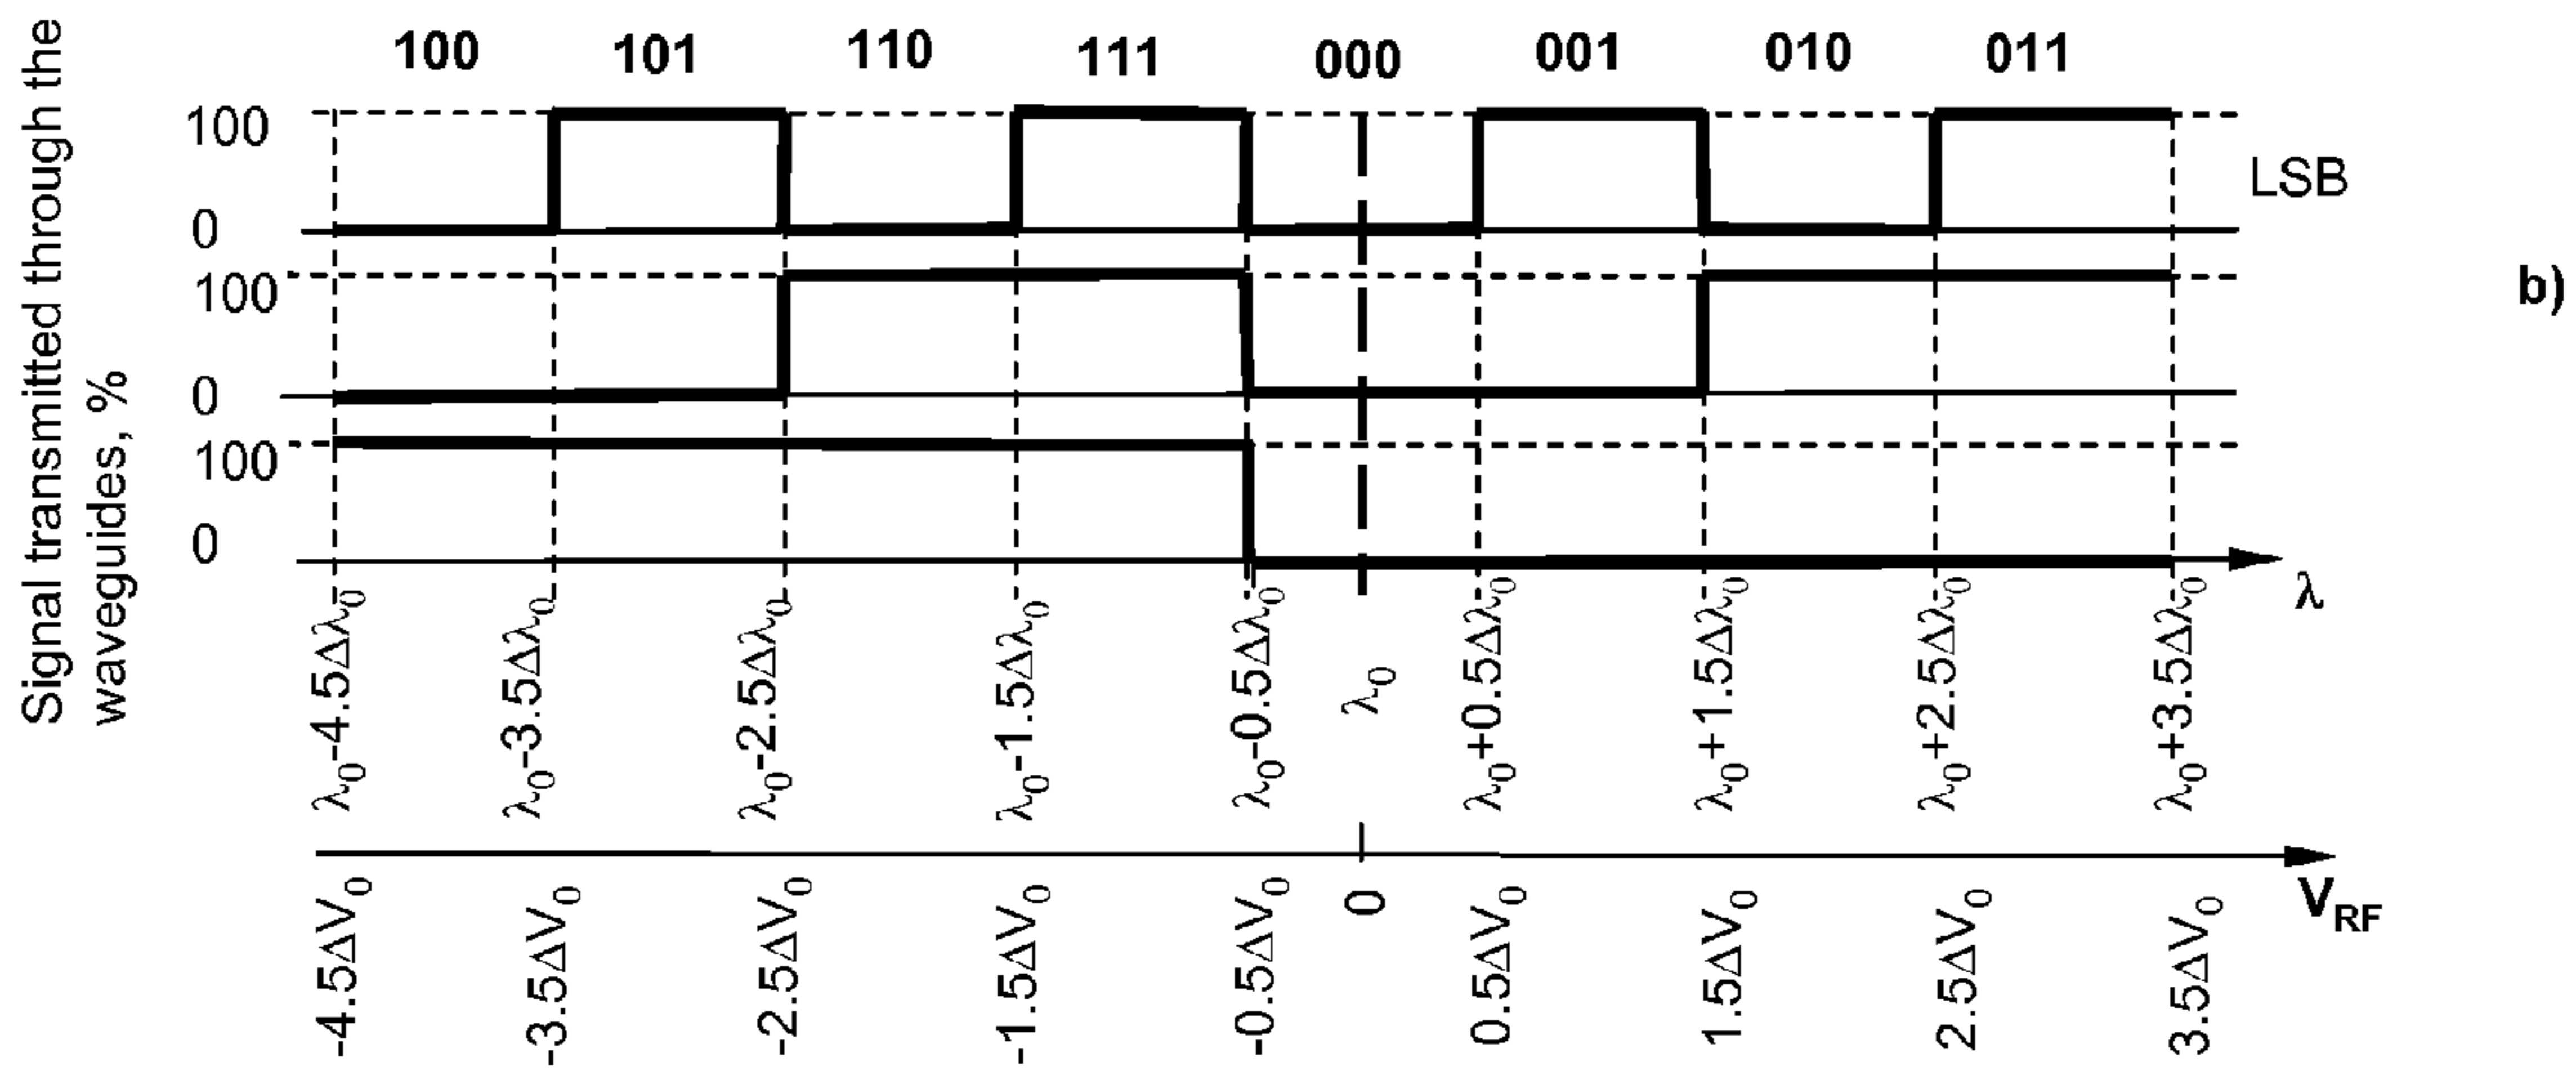 Signal transmitted through the
waveguides, %
100 101 110 111 000 001 010 011
100
0
LSB
100
0
b)
100
0
λ
λ₀-4.5Δλ₀
λ₀-3.5Δλ₀
λ₀-2.5Δλ₀
λ₀-1.5Δλ₀
λ₀-0.5Δλ₀
λ₀
λ₀+0.5Δλ₀
λ₀+1.5Δλ₀
λ₀+2.5Δλ₀
λ₀+3.5Δλ₀
-4.5ΔV₀
-3.5ΔV₀
-2.5ΔV₀
-1.5ΔV₀
-0.5ΔV₀
0
0.5ΔV₀
1.5ΔV₀
2.5ΔV₀
3.5ΔV₀
V_RF